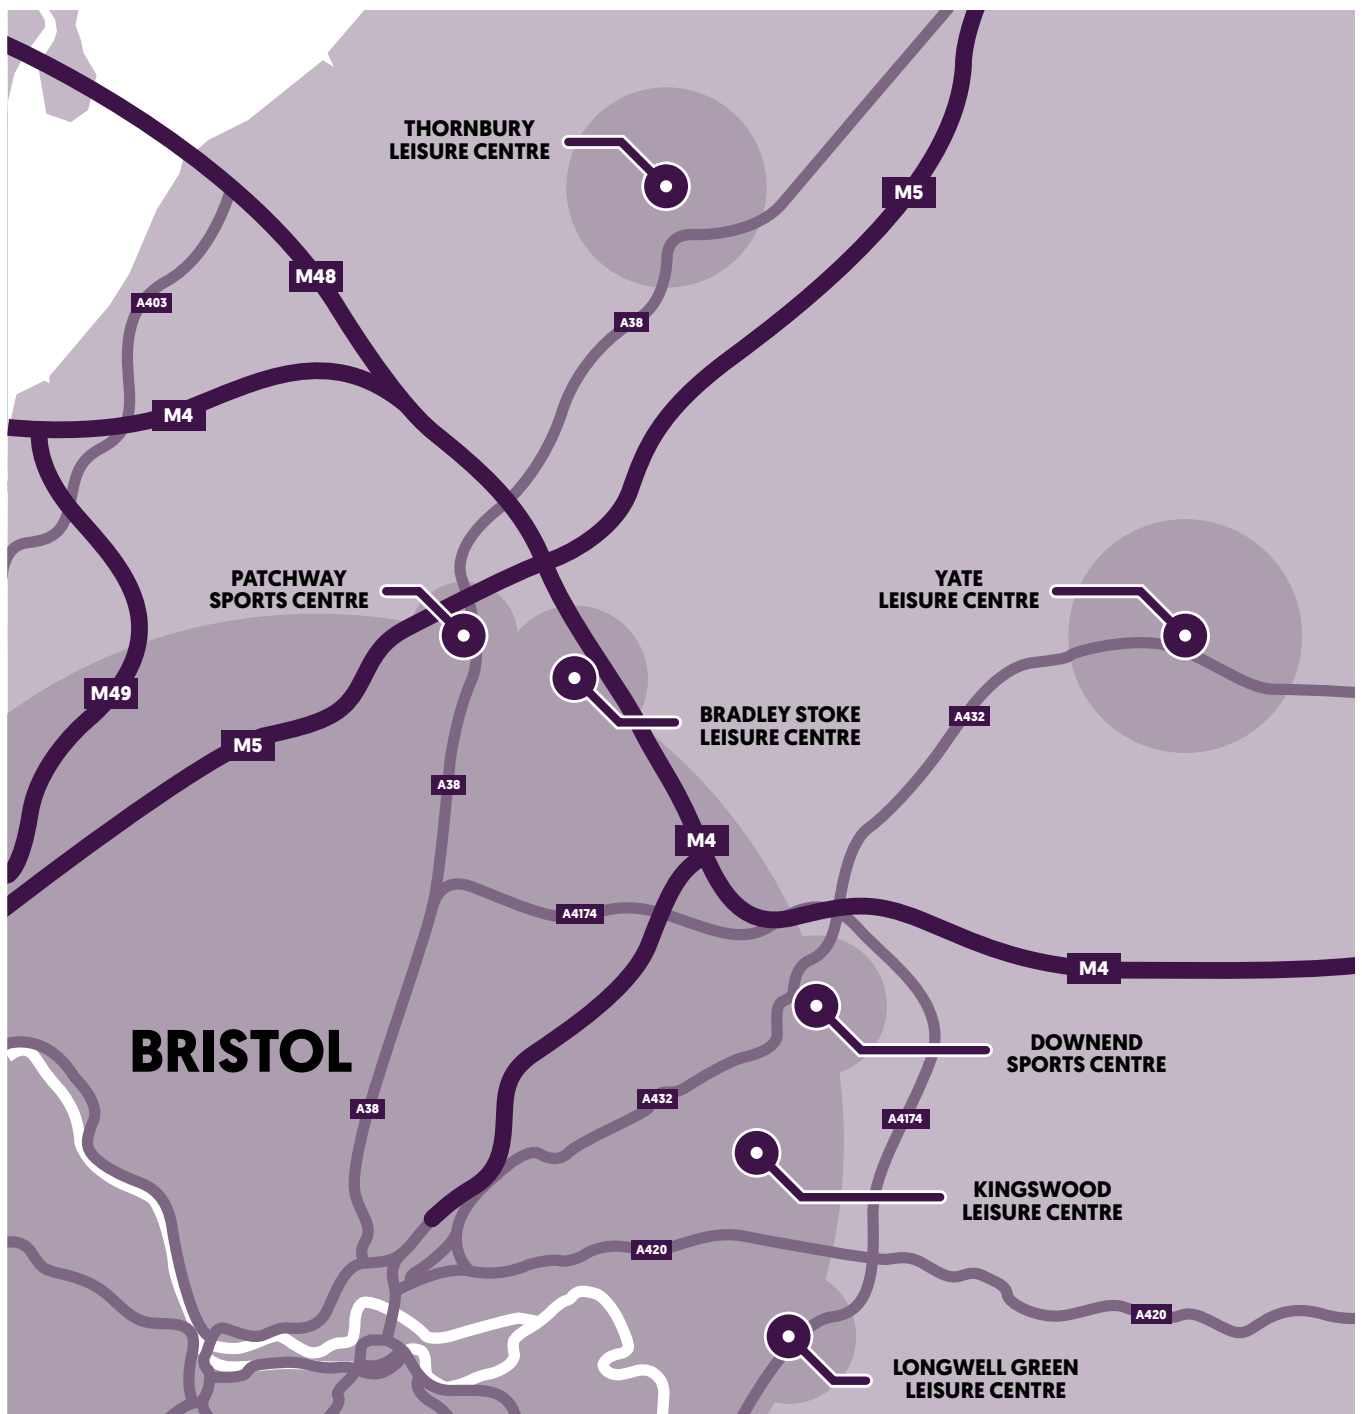 THORNBURY
LEISURE CENTRE
M5
M48
A403
A38
M4
PATCHWAY
SPORTS CENTRE
YATE
LEISURE CENTRE
M49
BRADLEY STOKE
LEISURE CENTRE
A432
M5
A38
M4
A4174
M4
BRISTOL
DOWNEND
SPORTS CENTRE
A432
A38
A4174
KINGSWOOD
LEISURE CENTRE
A420
A420
LONGWELL GREEN
LEISURE CENTRE